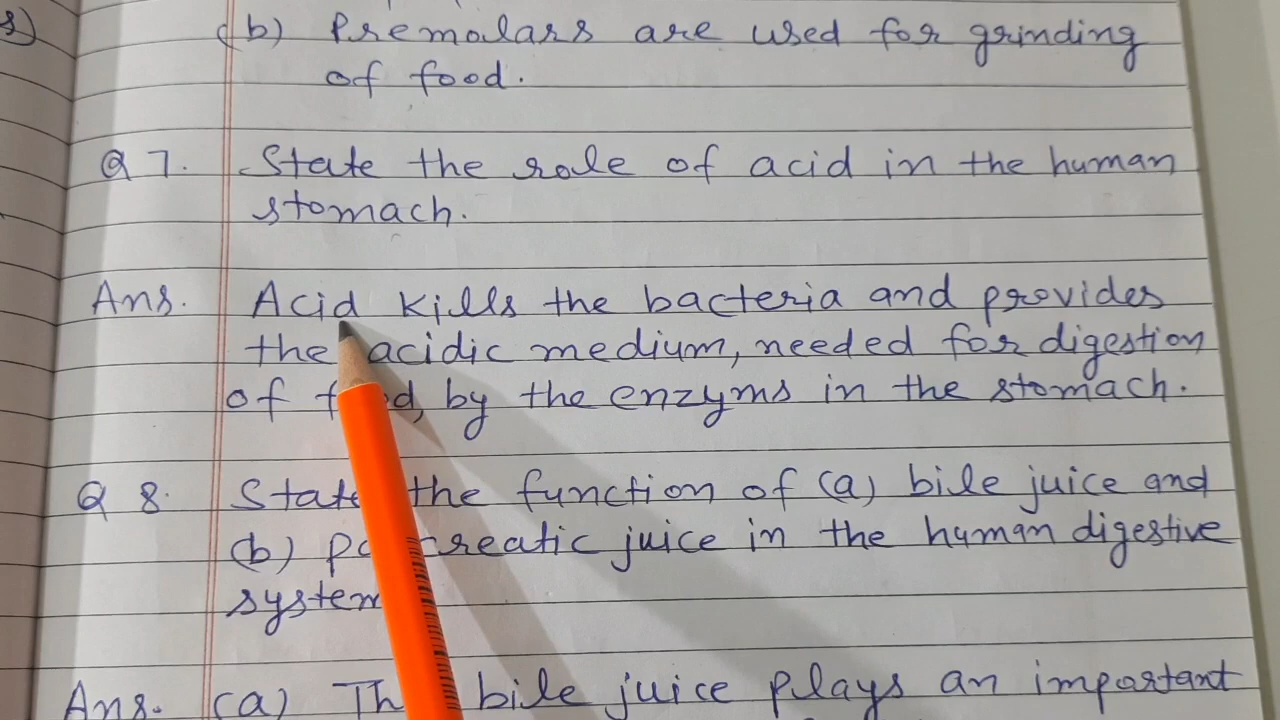 (b) Premolars are used for grinding
of food.
Q 7. State the role of acid in the human
stomach.
Ans. Acid kills the bacteria and provides
the acidic medium, needed for digestion
of by the enzyms in the stomach.
Q 8. State the function of (a) bile juice and
(b) juice in the human digestive
system
Ans. (a) bile juice plays an important